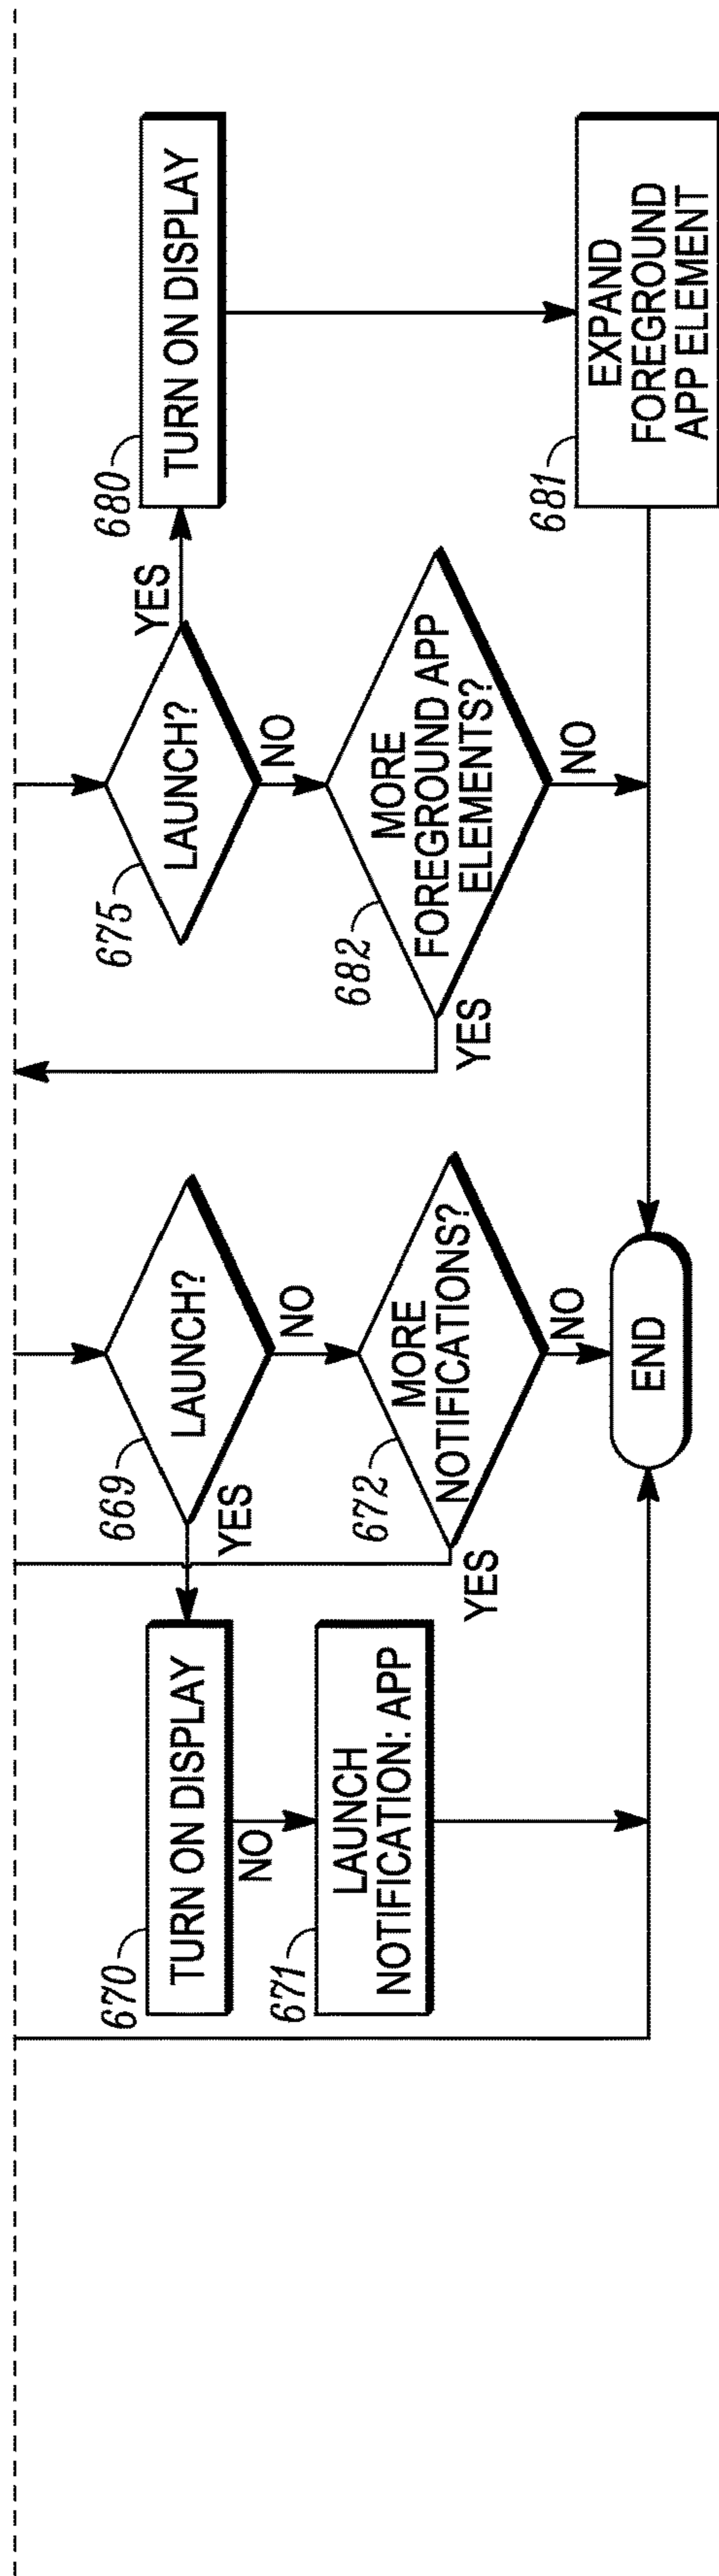 680
TURN ON DISPLAY
681
EXPAND
FOREGROUND
APP ELEMENT
675
LAUNCH?
YES
NO
682
MORE
FOREGROUND APP
ELEMENTS?
YES
NO
669
LAUNCH?
YES
NO
672
MORE
NOTIFICATIONS?
YES
NO
END
670
TURN ON DISPLAY
NO
671
LAUNCH
NOTIFICATION: APP